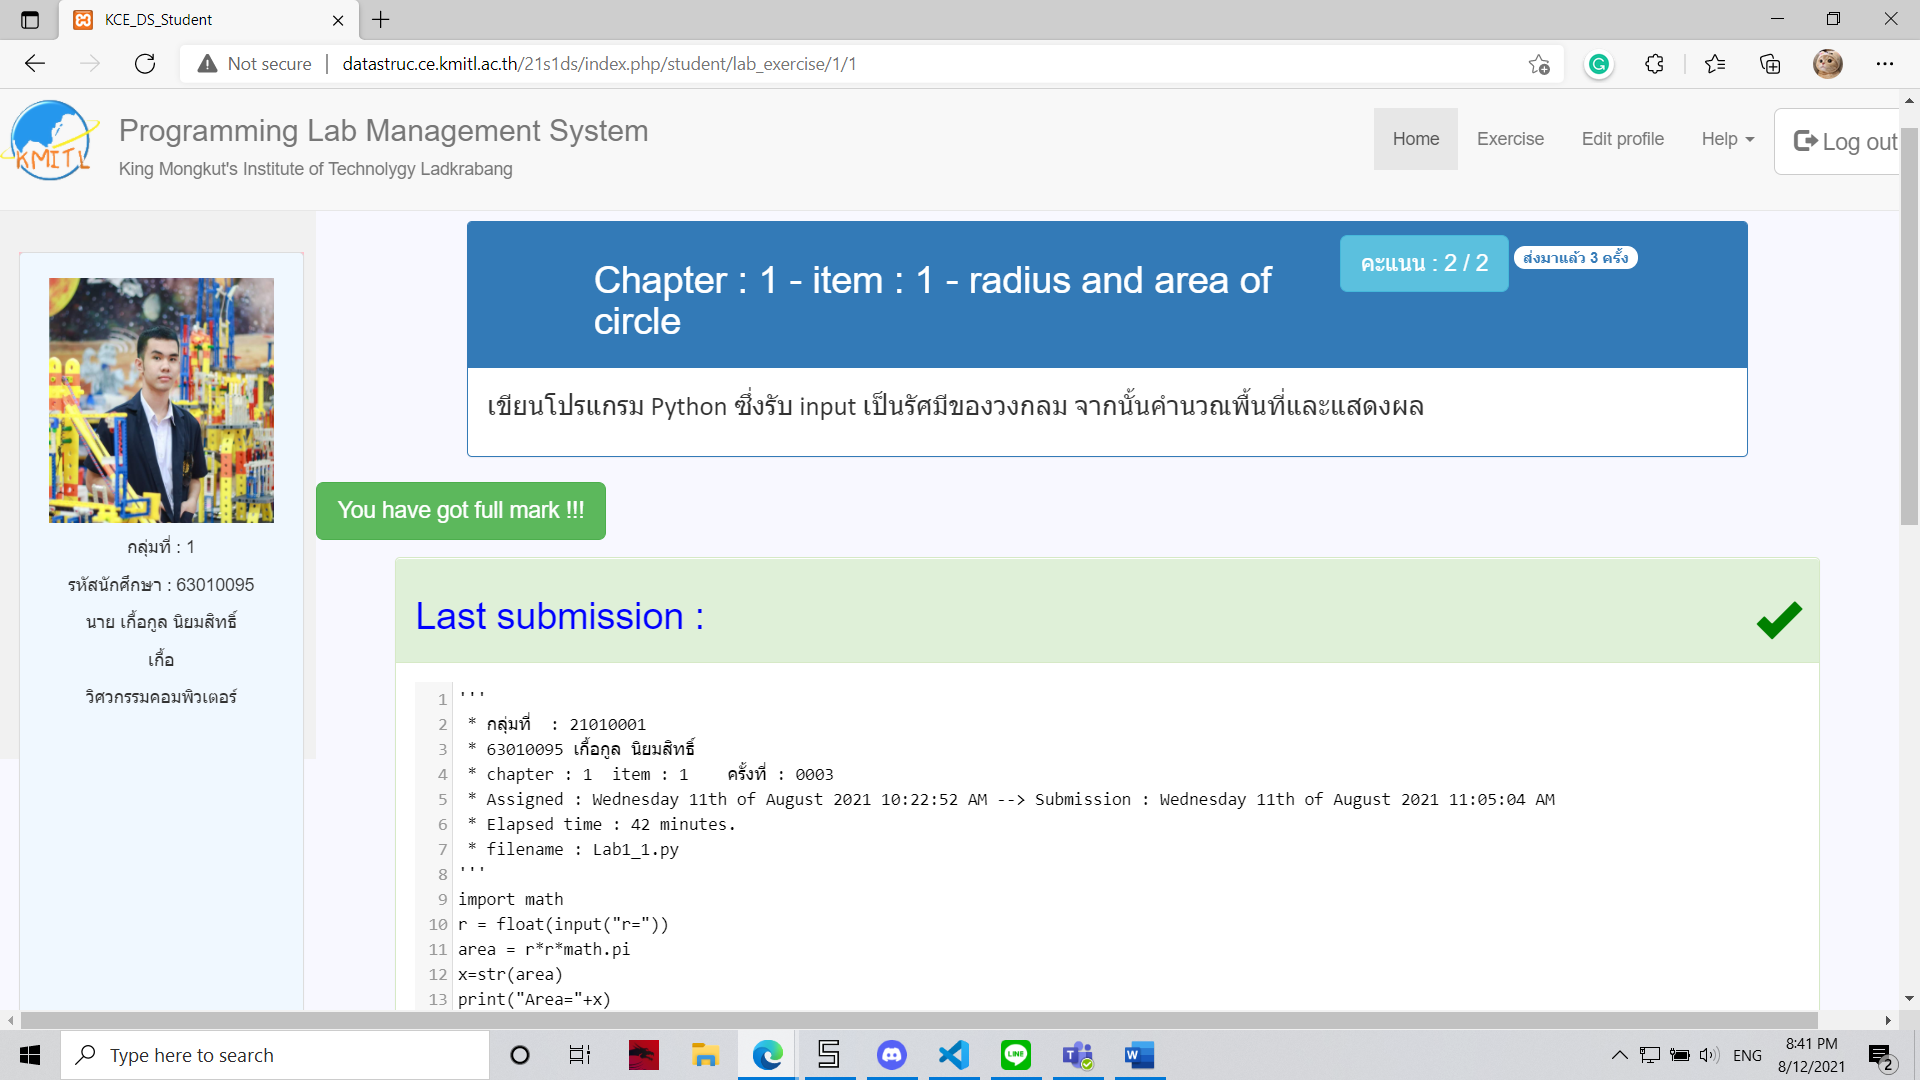 KCE_DS_Student
Not secure
datastruc.ce.kmitl.ac.th/21s1ds/index.php/student/lab_exercise/1/1
KMITL
Programming Lab Management System
King Mongkut's Institute of Technolygy Ladkrabang
Home
Exercise
Edit profile
Help
Log out
Chapter : 1 - item : 1 - radius and area of
circle
คะแนน : 2 / 2
ส่งมาแล้ว 3 ครั้ง
เขียนโปรแกรม Python ซึ่งรับ input เป็นรัศมีของวงกลม จากนั้นคำนวณพื้นที่และแสดงผล
You have got full mark !!!
กลุ่มที่ : 1
รหัสนักศึกษา : 63010095
นาย เกื้อกูล นิยมสิทธิ์
เกื้อ
วิศวกรรมคอมพิวเตอร์
Last submission :
1 '''
2 * กลุ่มที่ : 21010001
3 * 63010095 เกื้อกูล นิยมสิทธิ์
4 * chapter : 1 item : 1 ครั้งที่ : 0003
5 * Assigned : Wednesday 11th of August 2021 10:22:52 AM --> Submission : Wednesday 11th of August 2021 11:05:04 AM
6 * Elapsed time : 42 minutes.
7 * filename : Lab1_1.py
8 '''
9 import math
10 r = float(input("r="))
11 area = r*r*math.pi
12 x=str(area)
13 print("Area="+x)
Type here to search
ENG
8:41 PM
8/12/2021
2